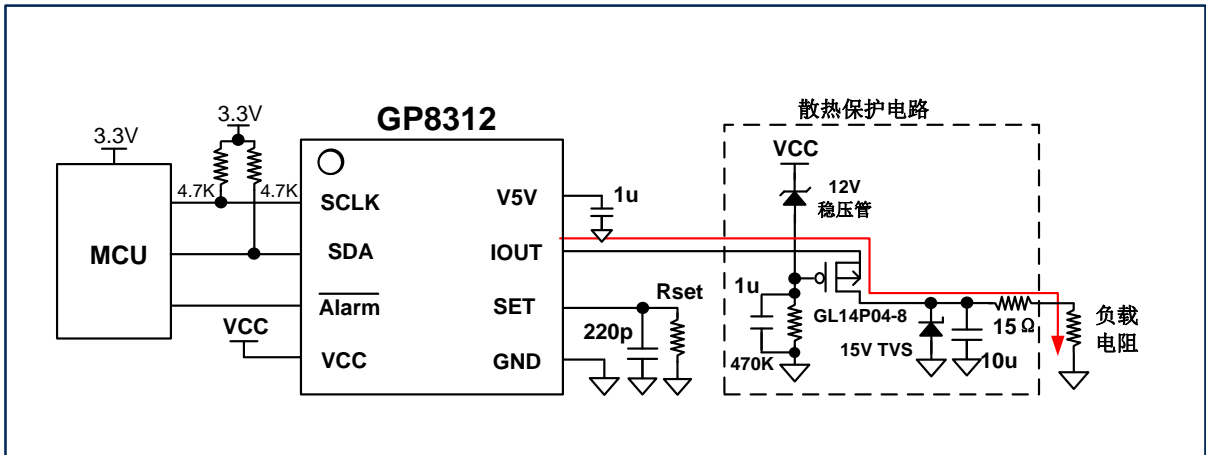 GP8312
散热保护电路
3.3V
3.3V
4.7K
4.7K
MCU
SCLK
SDA
Alarm
VCC
VCC
V5V
IOUT
SET
GND
1u
Rset
220p
VCC
12V
稳压管
1u
470K
GL14P04-8
15V TVS
10u
15Ω
负载
电阻